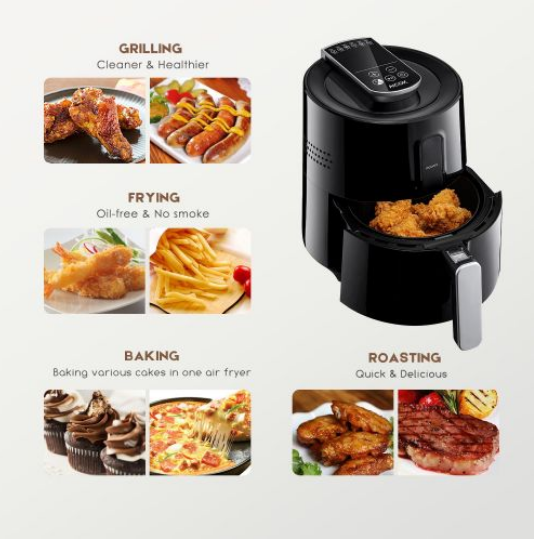 GRILLING
Cleaner & Healthier
FRYING
Oil-free & No smoke
BAKING
Baking various cakes in one air fryer
ROASTING
Quick & Delicious